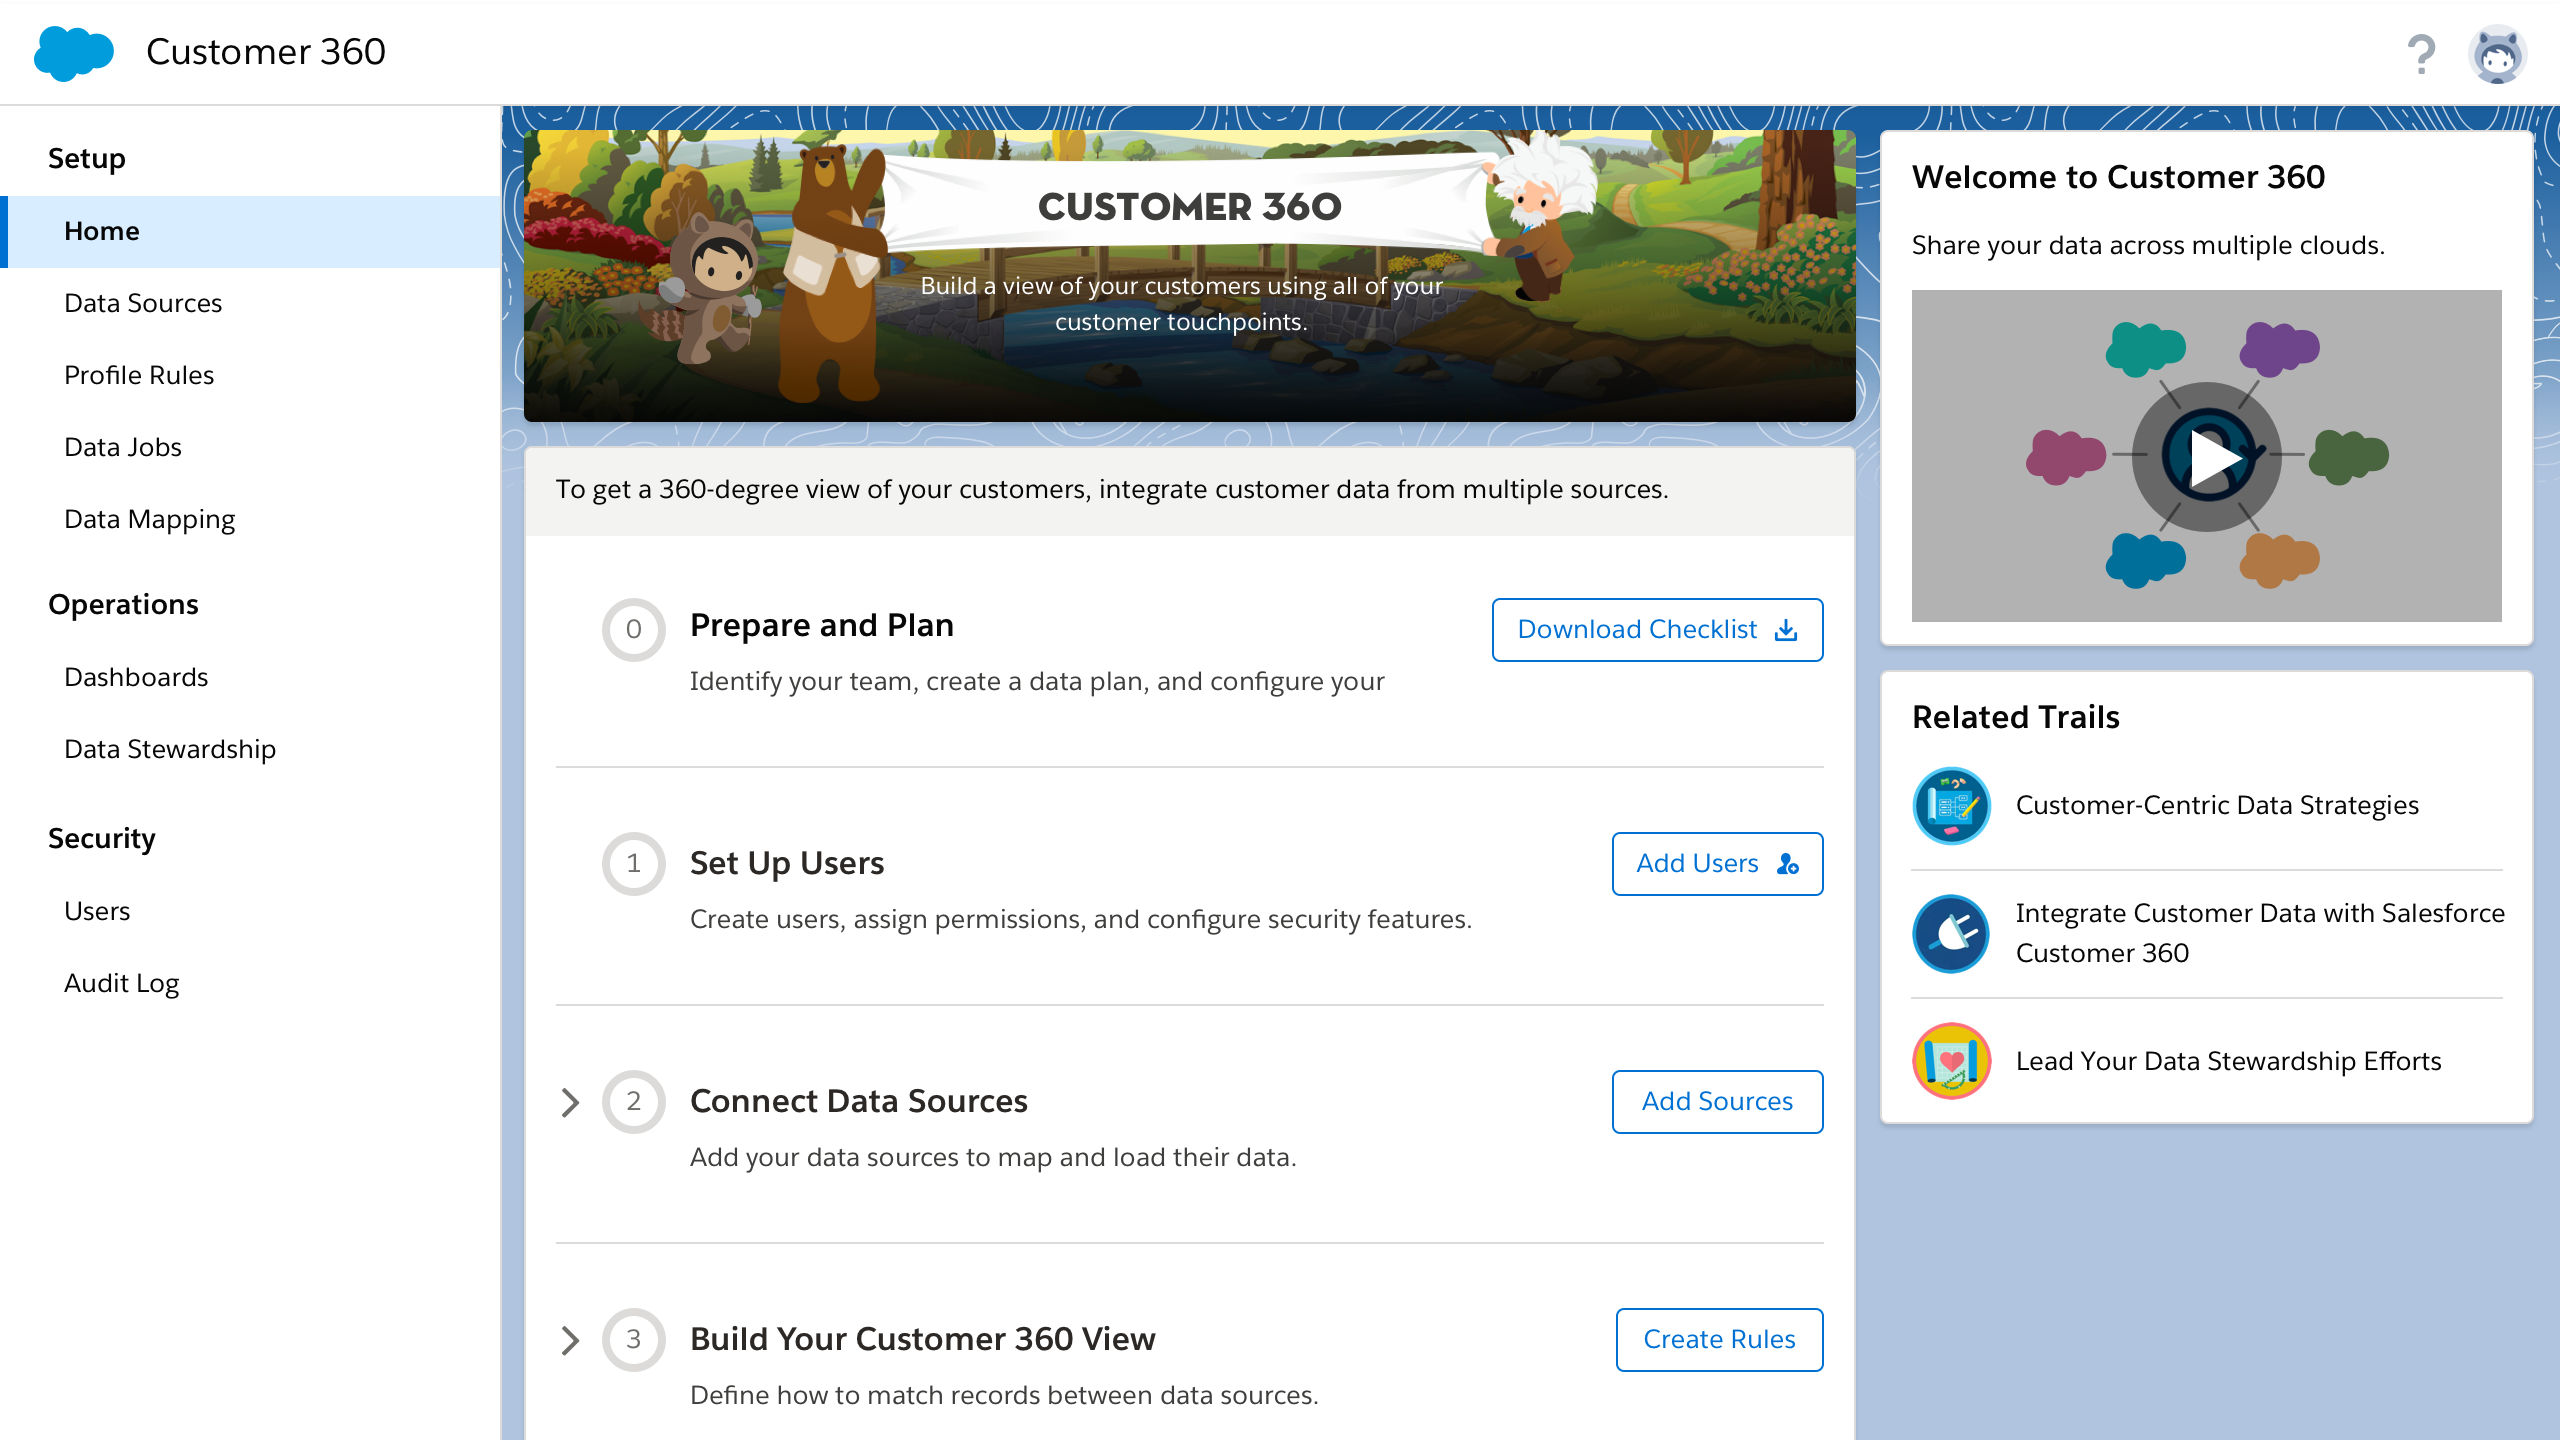 Customer 360
?
Setup
Home
Data Sources
Profile Rules
Data Jobs
Data Mapping
Operations
Dashboards
Data Stewardship
Security
Users
Audit Log
CUSTOMER 360
Build a view of your customers using all of your
customer touchpoints.
To get a 360-degree view of your customers, integrate customer data from multiple sources.
0
Prepare and Plan
Download Checklist
Identify your team, create a data plan, and configure your
1
Set Up Users
Add Users
Create users, assign permissions, and configure security features.
2
Connect Data Sources
Add Sources
Add your data sources to map and load their data.
3
Build Your Customer 360 View
Create Rules
Define how to match records between data sources.
Welcome to Customer 360
Share your data across multiple clouds.
Related Trails
Customer-Centric Data Strategies
Integrate Customer Data with Salesforce
Customer 360
Lead Your Data Stewardship Efforts